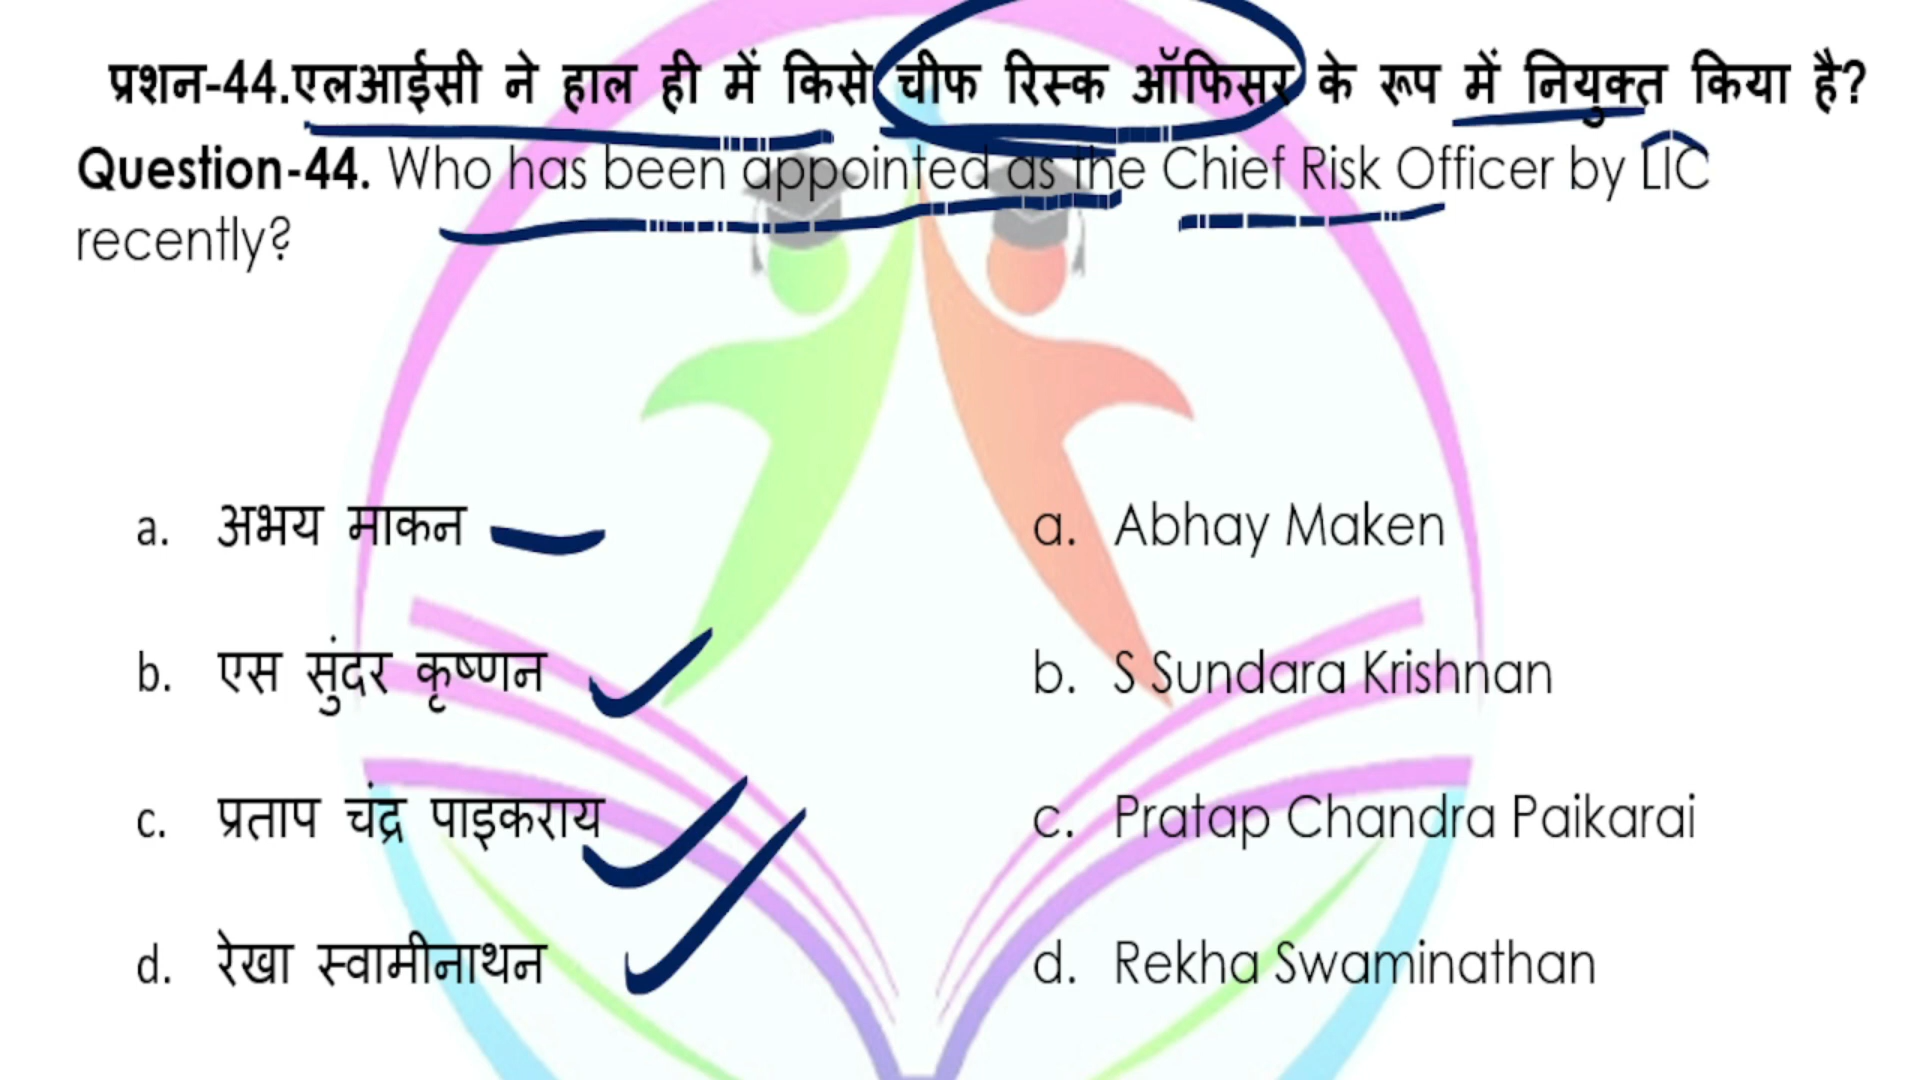 प्रशन-44.एलआईसी ने हाल ही में किसे चीफ रिस्क ऑफिसर के रूप में नियुक्त किया है?
Question-44. Who has been appointed as the Chief Risk Officer by LIC
recently?
a. अभय माकन
b. एस सुंदर कृष्णन
c. प्रताप चंद्र पाइकराय
d. रेखा स्वामीनाथन
a. Abhay Maken
b. S Sundara Krishnan
c. Pratap Chandra Paikarai
d. Rekha Swaminathan